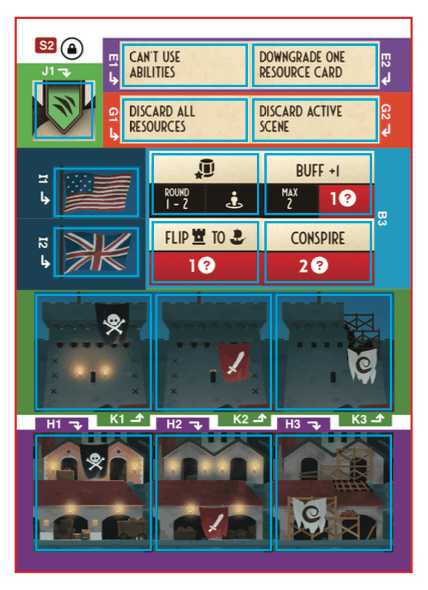 S2
J1
E1
CAN'T USE
ABILITIES
DOWNGRADE ONE
RESOURCE CARD
E2
G1
DISCARD ALL
RESOURCES
DISCARD ACTIVE
SCENE
G2
I1
ROUND
1 - 2
BUFF +1
MAX
2
1?
B3
I2
FLIP TO
1?
CONSPIRE
2?
H1
K1
H2
K2
H3
K3